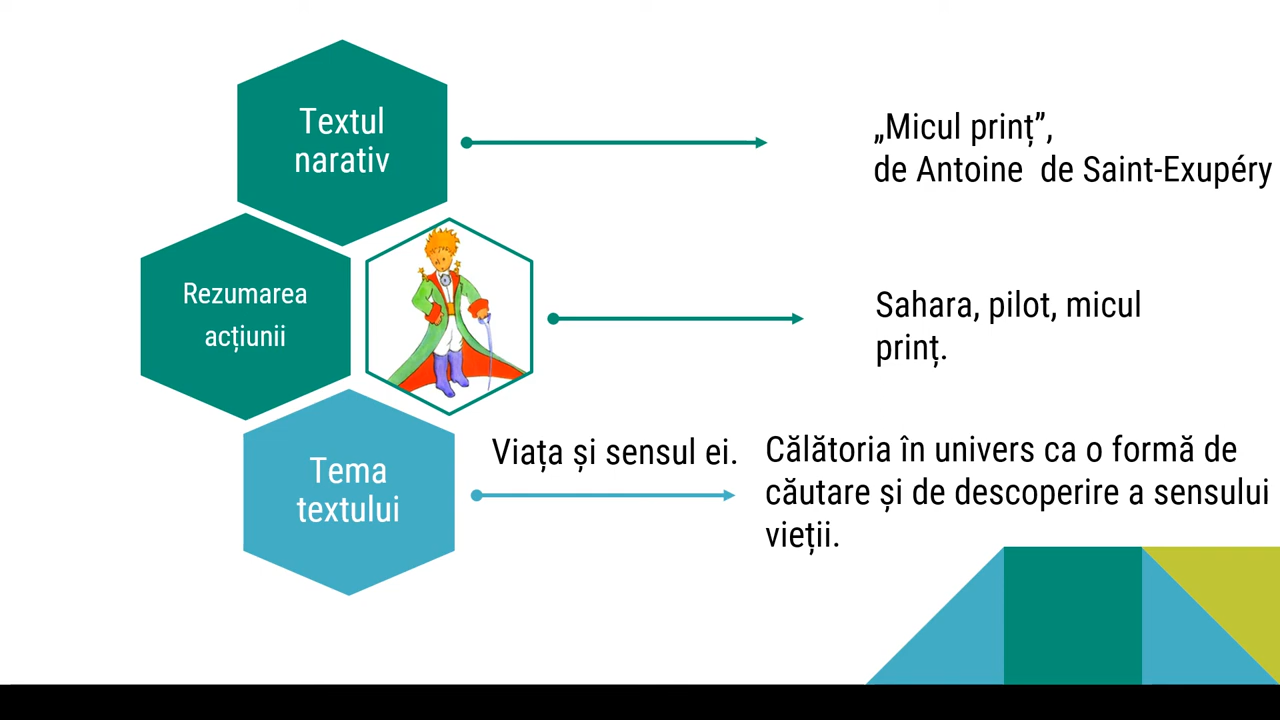 Textul
narativ
„Micul prinț”,
de Antoine  de Saint-Exupéry
Rezumarea
acțiunii
Sahara, pilot, micul
prinț.
Tema
textului
Viața și sensul ei.
Călătoria în univers ca o formă de
căutare și de descoperire a sensului
vieții.